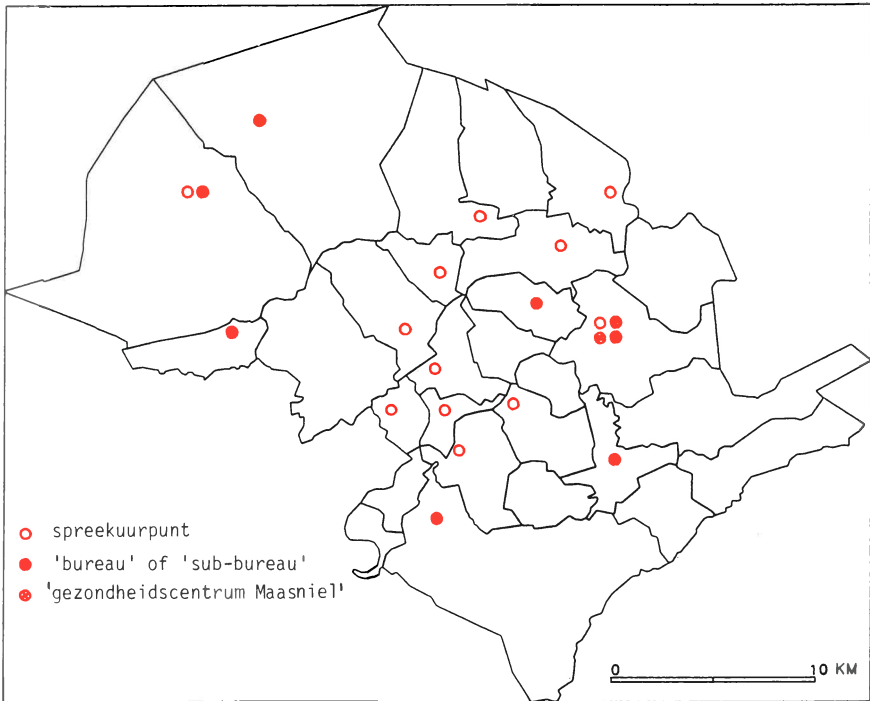 spreekuurpunt
'bureau' of 'sub-bureau'
'gezondheidscentrum Maasniel'
0 10 KM